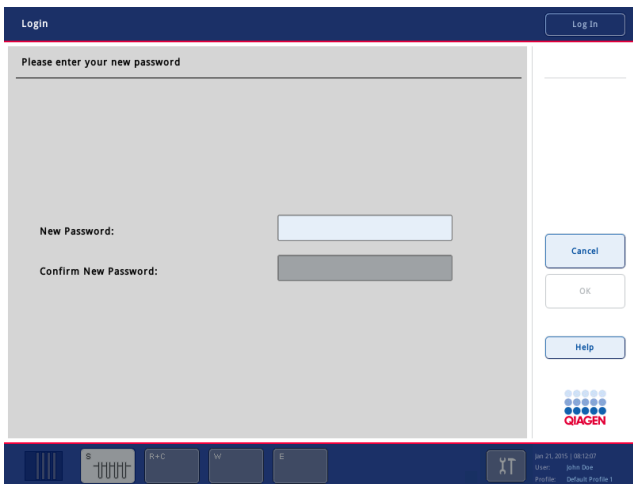 Login
Log In
Please enter your new password
New Password:
Confirm New Password:
Cancel
OK
Help
QIAGEN
S
R+C
W
E
Jan 21, 2015 | 08:12:07
User: John Doe
Profile: Default Profile 1